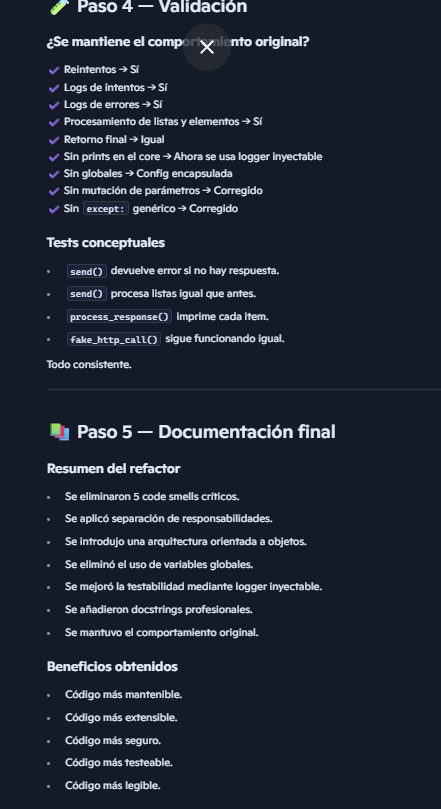 Paso 4 — Validación
¿Se mantiene el comportamiento original?
Reintentos → Sí
Logs de intentos → Sí
Logs de errores → Sí
Procesamiento de listas y elementos → Sí
Retorno final → Igual
Sin prints en el core → Ahora se usa logger inyectable
Sin globales → Config encapsulada
Sin mutación de parámetros → Corregido
Sin except: genérico → Corregido
Tests conceptuales
send() devuelve error si no hay respuesta.
send() procesa listas igual que antes.
process_response() imprime cada item.
fake_http_call() sigue funcionando igual.
Todo consistente.
Paso 5 — Documentación final
Resumen del refactor
Se eliminaron 5 code smells críticos.
Se aplicó separación de responsabilidades.
Se introdujo una arquitectura orientada a objetos.
Se eliminó el uso de variables globales.
Se mejoró la testabilidad mediante logger inyectable.
Se añadieron docstrings profesionales.
Se mantuvo el comportamiento original.
Beneficios obtenidos
Código más mantenible.
Código más extensible.
Código más seguro.
Código más testeable.
Código más legible.